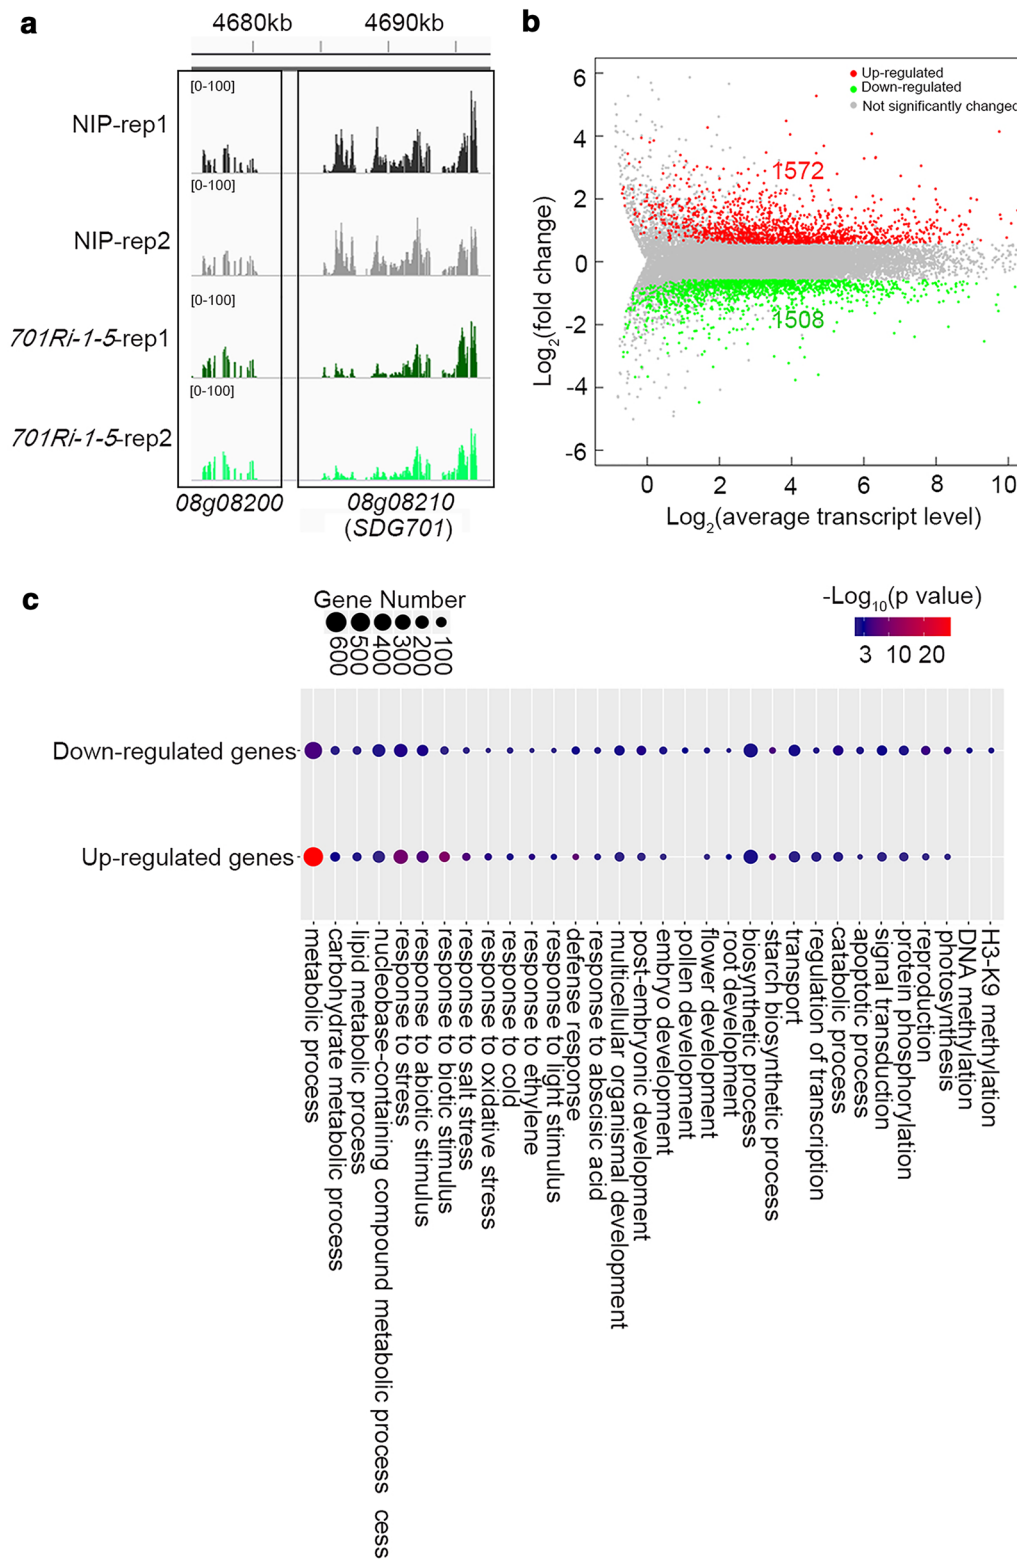 a
4680kb 4690kb
[0-100]
NIP-rep1
[0-100]
NIP-rep2
[0-100]
701Ri-1-5-rep1
[0-100]
701Ri-1-5-rep2
08g08200 08g08210
(SDG701)
b
Up-regulated
Down-regulated
Not significantly changed
6
4
2
0
-2
-4
-6
1572
1508
Log2(fold change)
0 2 4 6 8 10
Log2(average transcript level)
c
Gene Number
600 500 400 300 200 100
-Log10(p value)
3 10 20
Down-regulated genes
Up-regulated genes
metabolic process
carbohydrate metabolic process
lipid metabolic process
nucleobase-containing compound metabolic process cess
response to stress
response to abiotic stimulus
response to biotic stimulus
response to salt stress
response to oxidative stress
response to cold
response to ethylene
response to light stimulus
defense response
response to abscisic acid
multicellular organismal development
post-embryonic development
embryo development
pollen development
flower development
root development
biosynthetic process
starch biosynthetic process
transport
regulation of transcription
catabolic process
apoptotic process
signal transduction
protein phosphorylation
reproduction
photosynthesis
DNA methylation
H3-K9 methylation